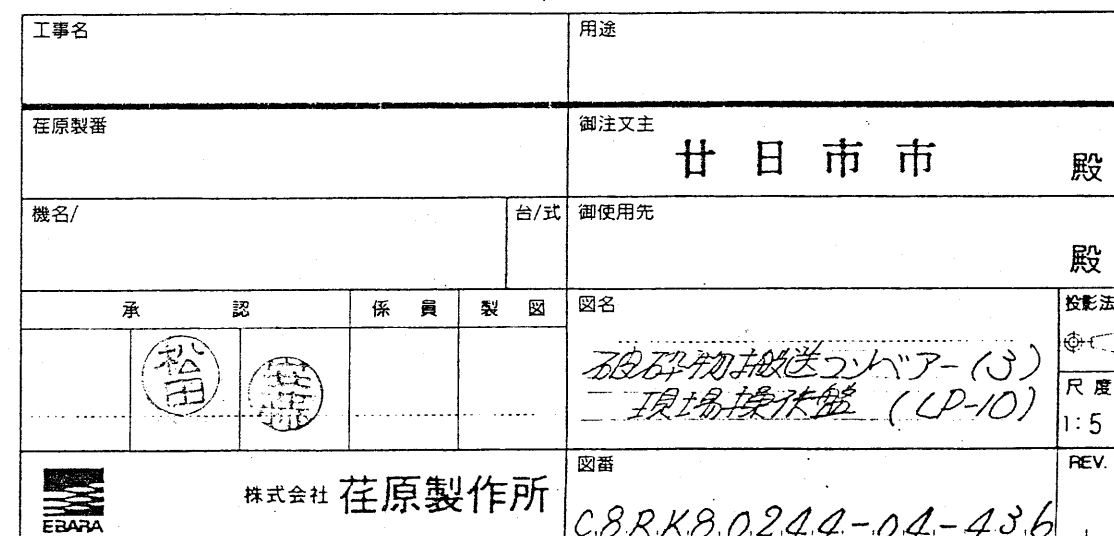 工事名
用途
荏原製番
御注文主
廿日市市 殿
機名/
台/式
御使用先
殿
承認
係員
製図
図名
投影法
松田
破砕物搬送コンベアー(3)
現場操作盤 (LP-10)
尺度
1:5
EBARA
株式会社 荏原製作所
図番
C8RK80244-04-436
REV.